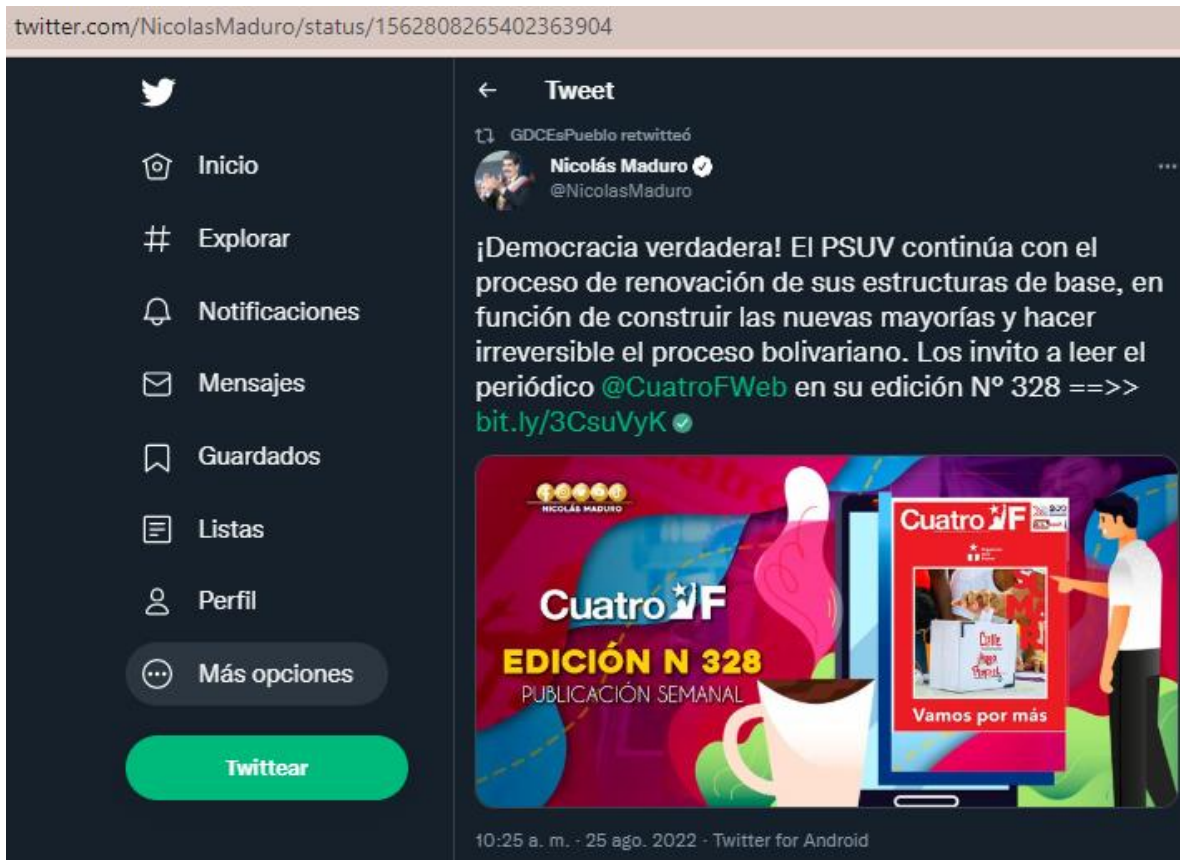 twitter.com/NicolasMaduro/status/1562808265402363904
Inicio
Explorar
Notificaciones
Mensajes
Guardados
Listas
Perfil
Más opciones
Twittear
Tweet
GDCEsPueblo retwitteó
Nicolás Maduro
@NicolasMaduro
¡Democracia verdadera! El PSUV continúa con el
proceso de renovación de sus estructuras de base, en
función de construir las nuevas mayorías y hacer
irreversible el proceso bolivariano. Los invito a leer el
periódico @CuatroFWeb en su edición Nº 328 ==>>
bit.ly/3CsuVyK
NICOLÁS MADURO
Cuatro F
EDICIÓN N 328
PUBLICACIÓN SEMANAL
Cuatro F
Vamos por más
10:25 a. m. · 25 ago. 2022 · Twitter for Android